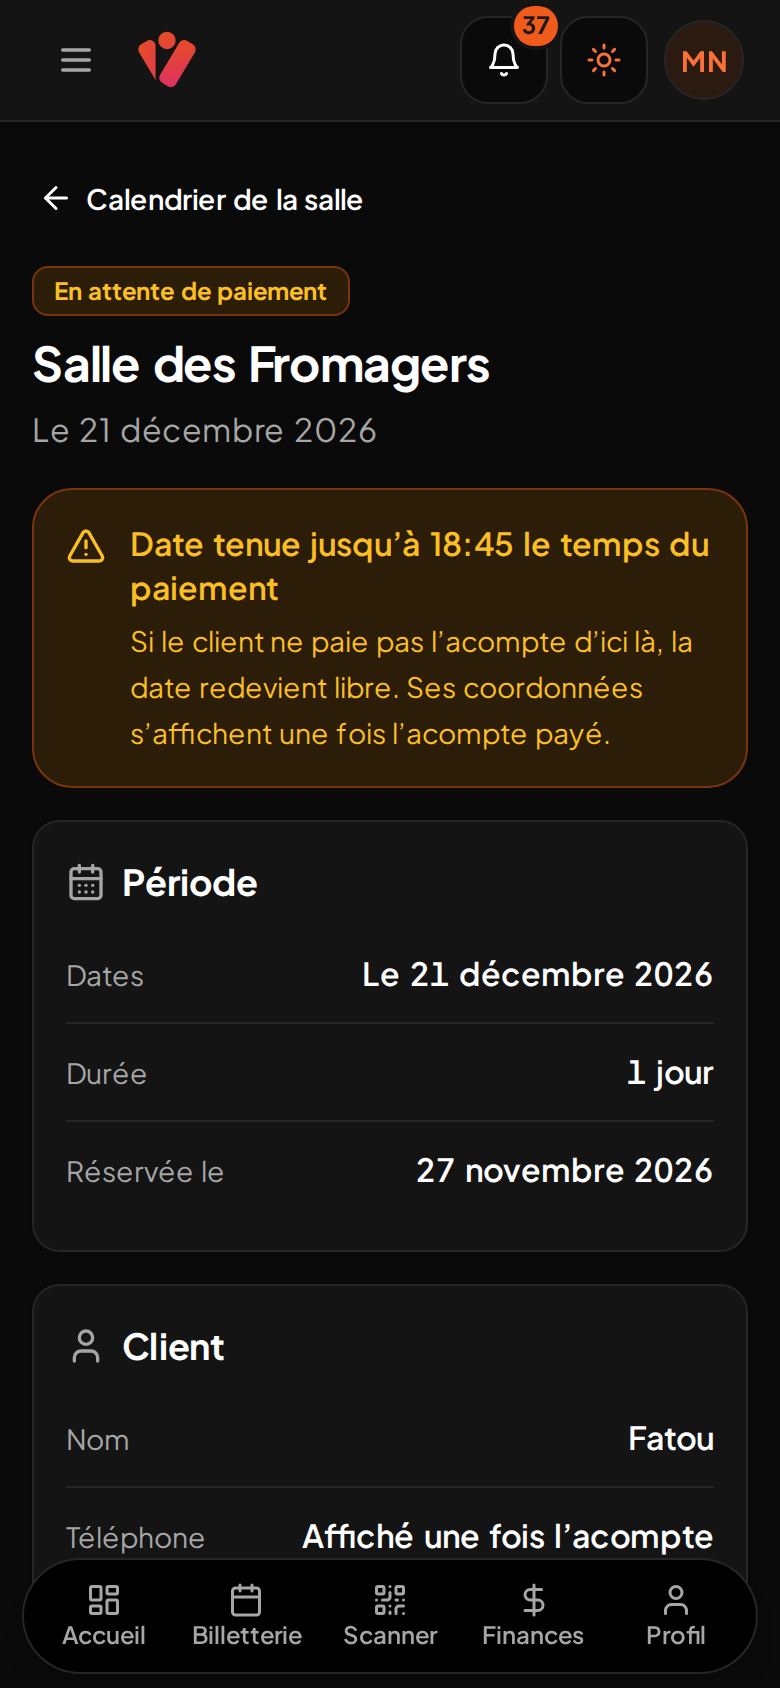 37
MN
Calendrier de la salle
En attente de paiement
Salle des Fromagers
Le 21 décembre 2026
Date tenue jusqu’à 18:45 le temps du
paiement
Si le client ne paie pas l’acompte d’ici là, la
date redevient libre. Ses coordonnées
s’affichent une fois l’acompte payé.
Période
Dates Le 21 décembre 2026
Durée 1 jour
Réservée le 27 novembre 2026
Client
Nom Fatou
Téléphone Affiché une fois l’acompte
Accueil Billetterie Scanner Finances Profil